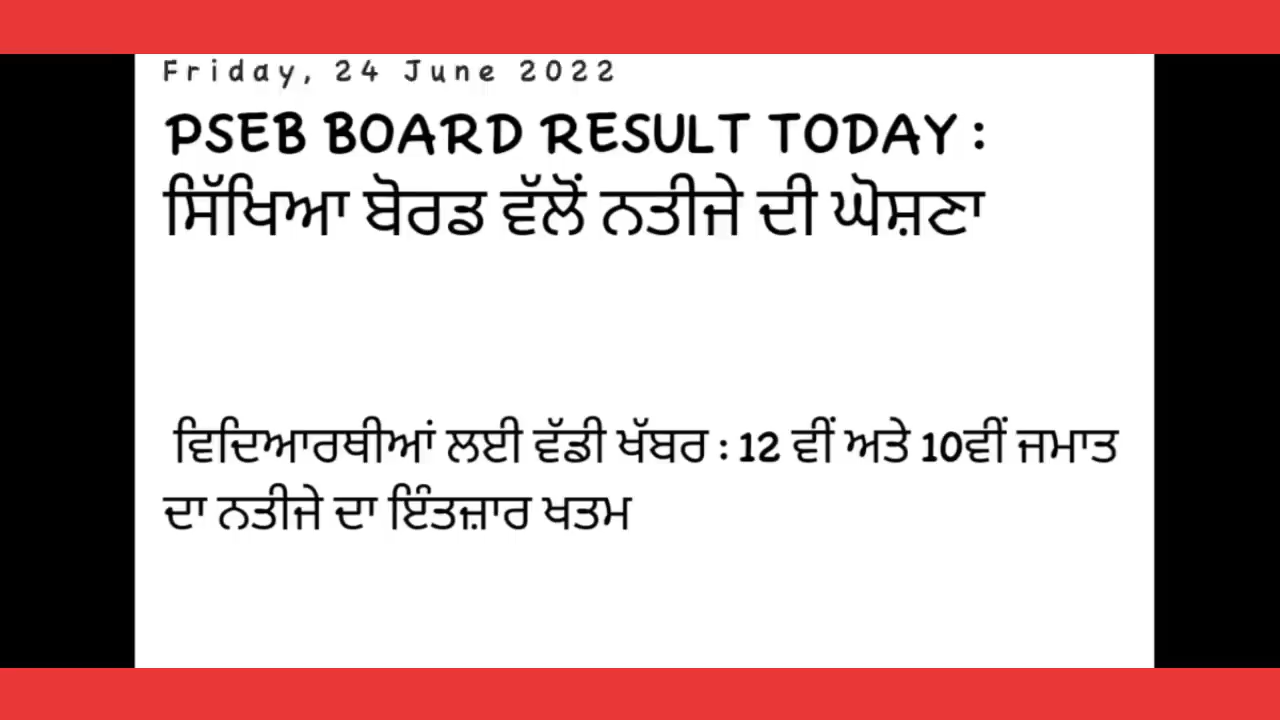 Friday, 24 June 2022
PSEB BOARD RESULT TODAY :
ਸਿੱਖਿਆ ਬੋਰਡ ਵੱਲੋਂ ਨਤੀਜੇ ਦੀ ਘੋਸ਼ਣਾ
ਵਿਦਿਆਰਥੀਆਂ ਲਈ ਵੱਡੀ ਖੱਬਰ : 12 ਵੀਂ ਅਤੇ 10ਵੀਂ ਜਮਾਤ
ਦਾ ਨਤੀਜੇ ਦਾ ਇੰਤਜ਼ਾਰ ਖਤਮ